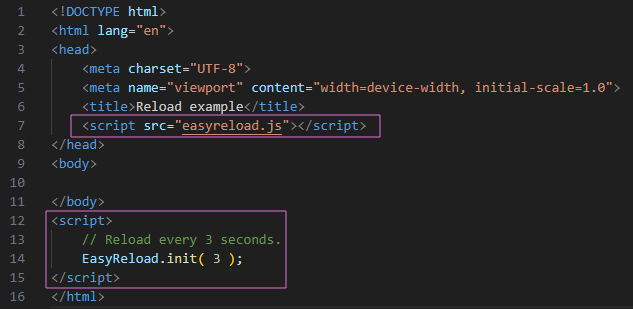 1 <!DOCTYPE html>
2 <html lang="en">
3 <head>
4     <meta charset="UTF-8">
5     <meta name="viewport" content="width=device-width, initial-scale=1.0">
6     <title>Reload example</title>
7     <script src="easyreload.js"></script>
8 </head>
9 <body>
10
11 </body>
12 <script>
13     // Reload every 3 seconds.
14     EasyReload.init( 3 );
15 </script>
16 </html>